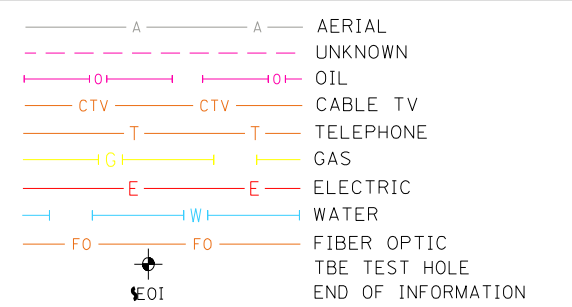 A A AERIAL
UNKNOWN
O O OIL
CTV CTV CABLE TV
T T TELEPHONE
G GAS
E E ELECTRIC
W WATER
FO FO FIBER OPTIC
TBE TEST HOLE
EOI END OF INFORMATION